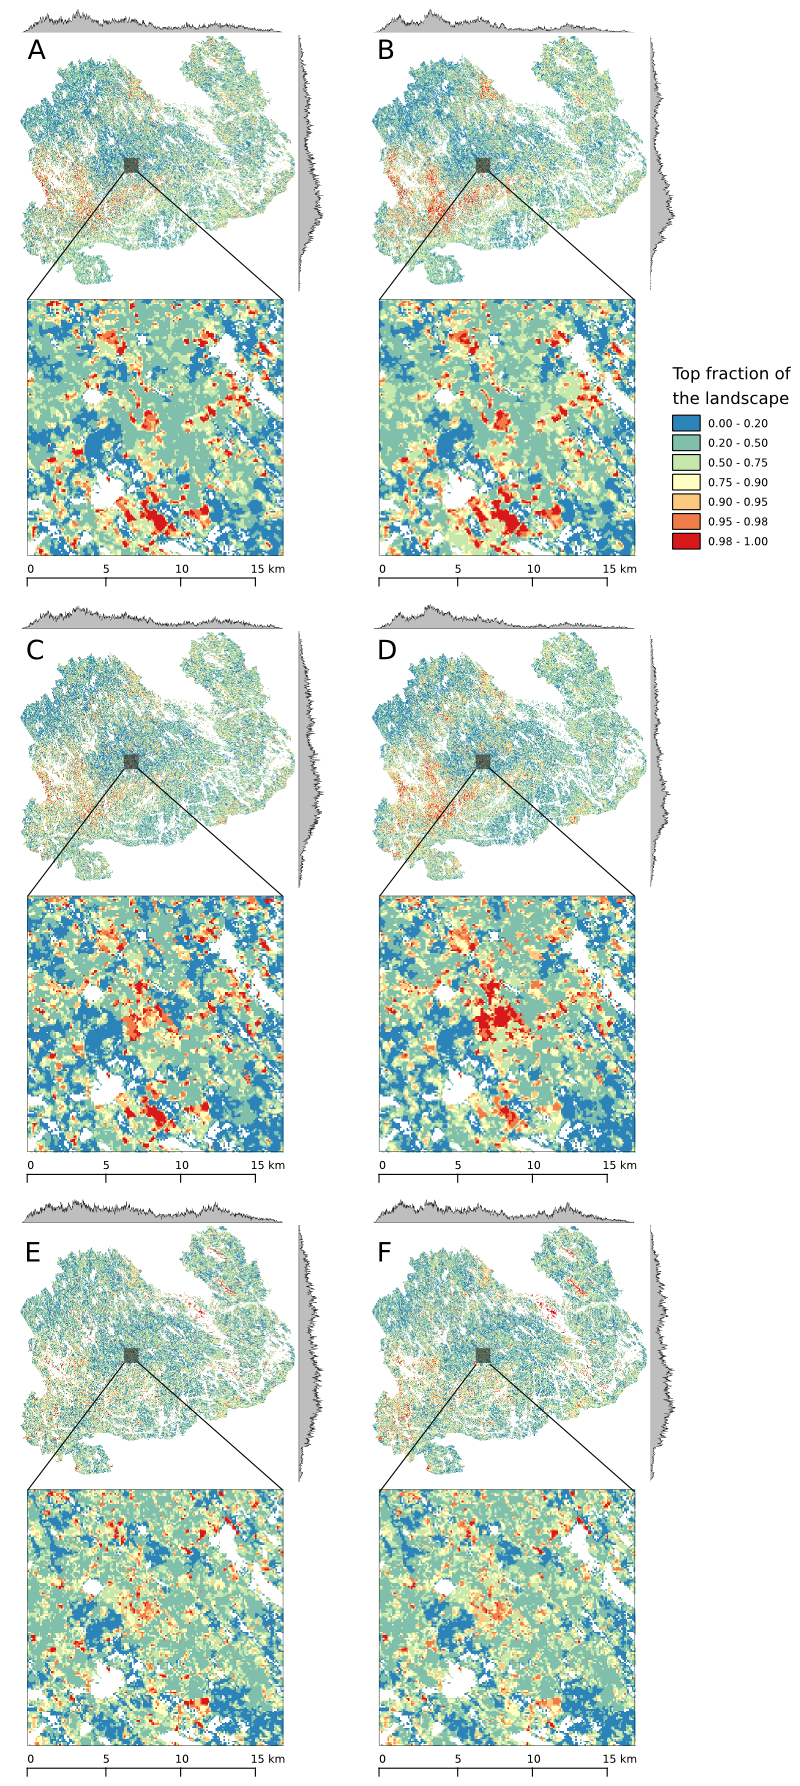 A
B
0 5 10 15 km
0 5 10 15 km
Top fraction of
the landscape
0.00 - 0.20
0.20 - 0.50
0.50 - 0.75
0.75 - 0.90
0.90 - 0.95
0.95 - 0.98
0.98 - 1.00
C
D
0 5 10 15 km
0 5 10 15 km
E
F
0 5 10 15 km
0 5 10 15 km